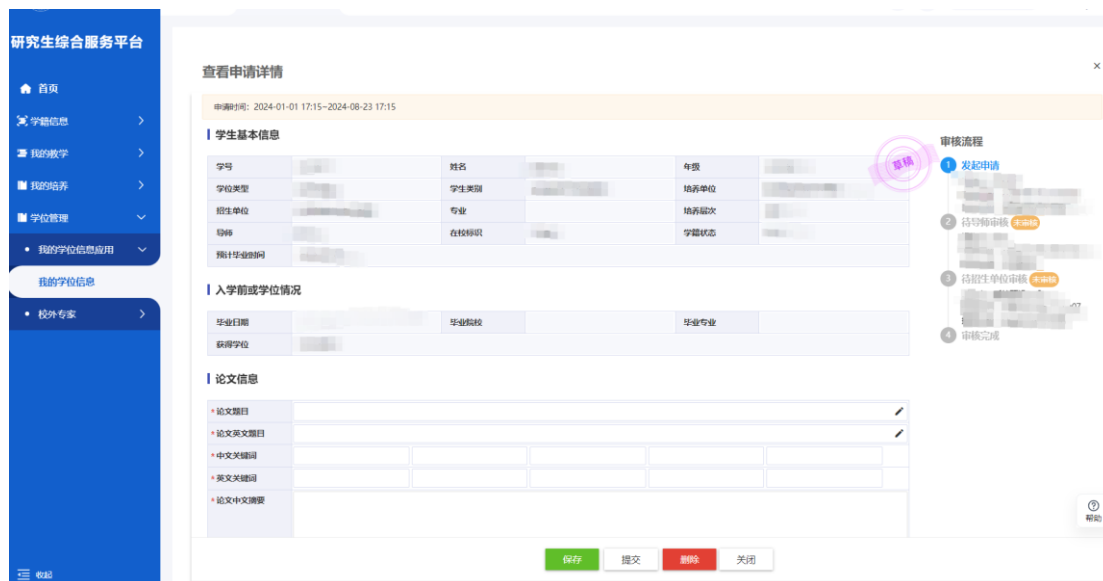 研究生综合服务平台
首页
学籍信息
我的教学
我的培养
学位管理
我的学位信息应用
我的学位信息
校外专家
收起
查看申请详情
申请时间：2024-01-01 17:15~2024-08-23 17:15
学生基本信息
学号 姓名 年级
学位类型 学生类别 培养单位
招生单位 专业 培养层次
导师 在校标识 学籍状态
预计毕业时间
草稿
入学前或学位情况
毕业日期 毕业院校 毕业专业
获得学位
论文信息
*论文题目
*论文英文题目
*中文关键词
*英文关键词
*论文中文摘要
保存 提交 删除 关闭
审核流程
1 发起申请
2 待导师审核 未审核
3 待招生单位审核 未审核
07
4 审核完成
帮助